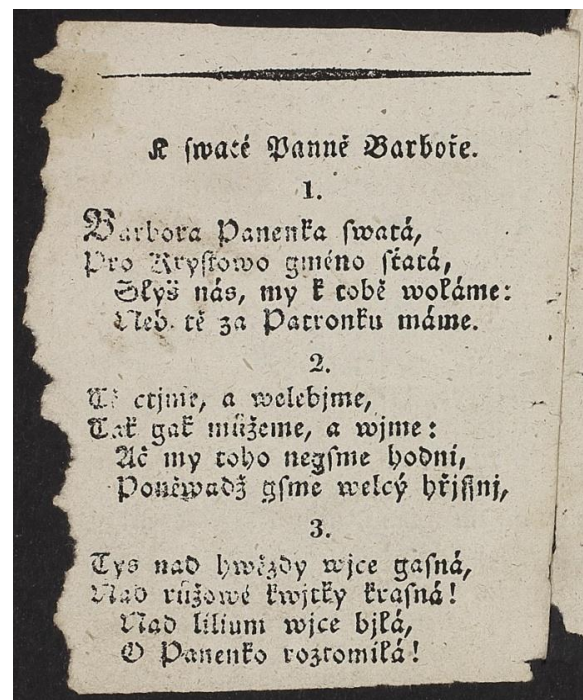 K swaté Panně Barboře.
1.
Barbora Panenka swatá,
Pro Krystowo gméno statá,
Slyš nás, my k tobě woláme:
Neb tě za Patronku máme.
2.
Tě ctjme, a welebjme,
Tak gak můžeme, a wjme:
Ač my toho negsme hodni,
Poněwadž gsme welcý hřjssnj,
3.
Tys nad hwězdy wjce gasná,
Nad růžowé kwjtky krasná!
Nad lilium wjce bjlá,
O Panenko roztomilá!